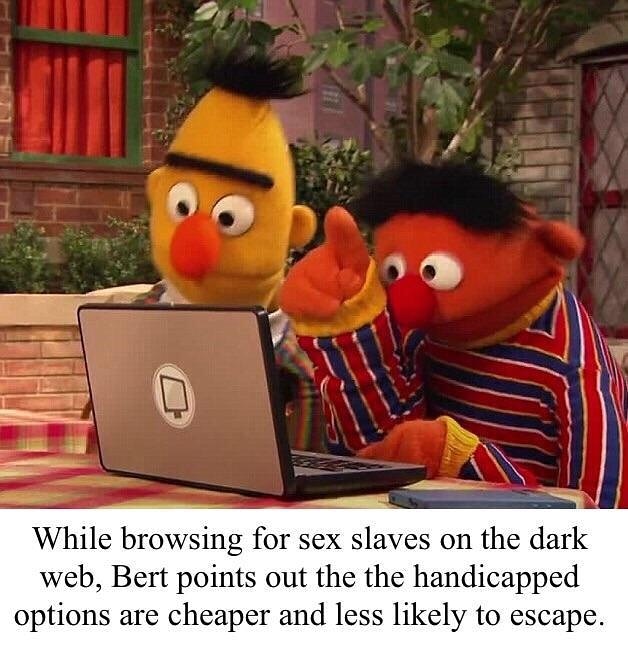 While browsing for sex slaves on the dark
web, Bert points out the the handicapped
options are cheaper and less likely to escape.